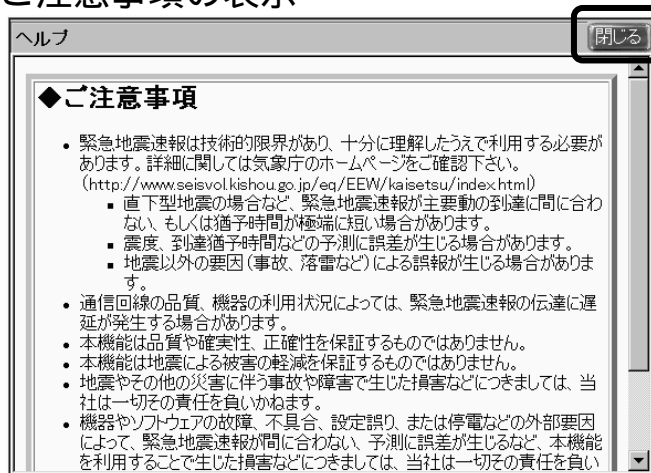 ご注意事項の表示
ヘルプ
閉じる
◆ご注意事項
• 緊急地震速報は技術的限界があり、十分に理解したうえで利用する必要が
あります。詳細に関しては気象庁のホームページをご確認下さい。
(http://www.seisvol.kishou.go.jp/eq/EEW/kaisetsu/index.html)
▪ 直下型地震の場合など、緊急地震速報が主要動の到達に間に合わ
ない、もしくは猶予時間が極端に短い場合があります。
▪ 震度、到達猶予時間などの予測に誤差が生じる場合があります。
▪ 地震以外の要因(事故、落雷など)による誤報が生じる場合がありま
す。
• 通信回線の品質、機器の利用状況によっては、緊急地震速報の伝達に遅
延が発生する場合があります。
• 本機能は品質や確実性、正確性を保証するものではありません。
• 本機能は地震による被害の軽減を保証するものではありません。
• 地震やその他の災害に伴う事故や障害で生じた損害などにつきましては、当
社は一切その責任を負いかねます。
• 機器やソフトウェアの故障、不具合、設定誤り、または停電などの外部要因
によって、緊急地震速報が間に合わない、予測に誤差が生じるなど、本機能
を利用することで生じた損害などにつきましては、当社は一切その責任を負い